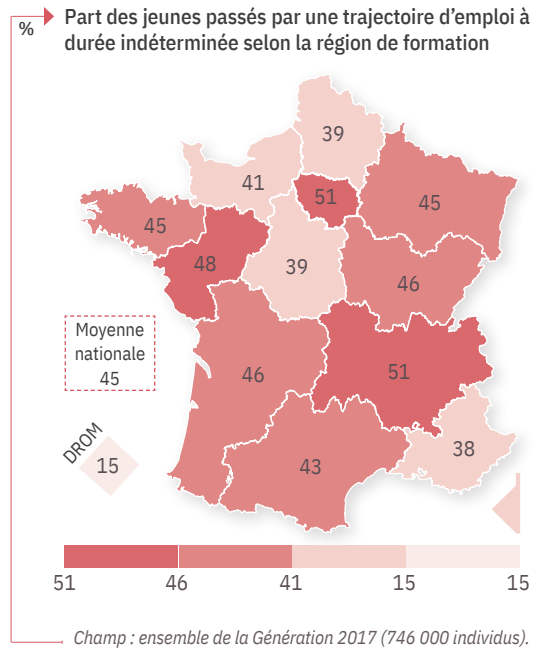 %
Part des jeunes passés par une trajectoire d’emploi à
durée indéterminée selon la région de formation
39
41
51
45
45
48
39
46
Moyenne
nationale
45
46
51
DROM
15
43
38
51 46 41 15 15
Champ : ensemble de la Génération 2017 (746 000 individus).